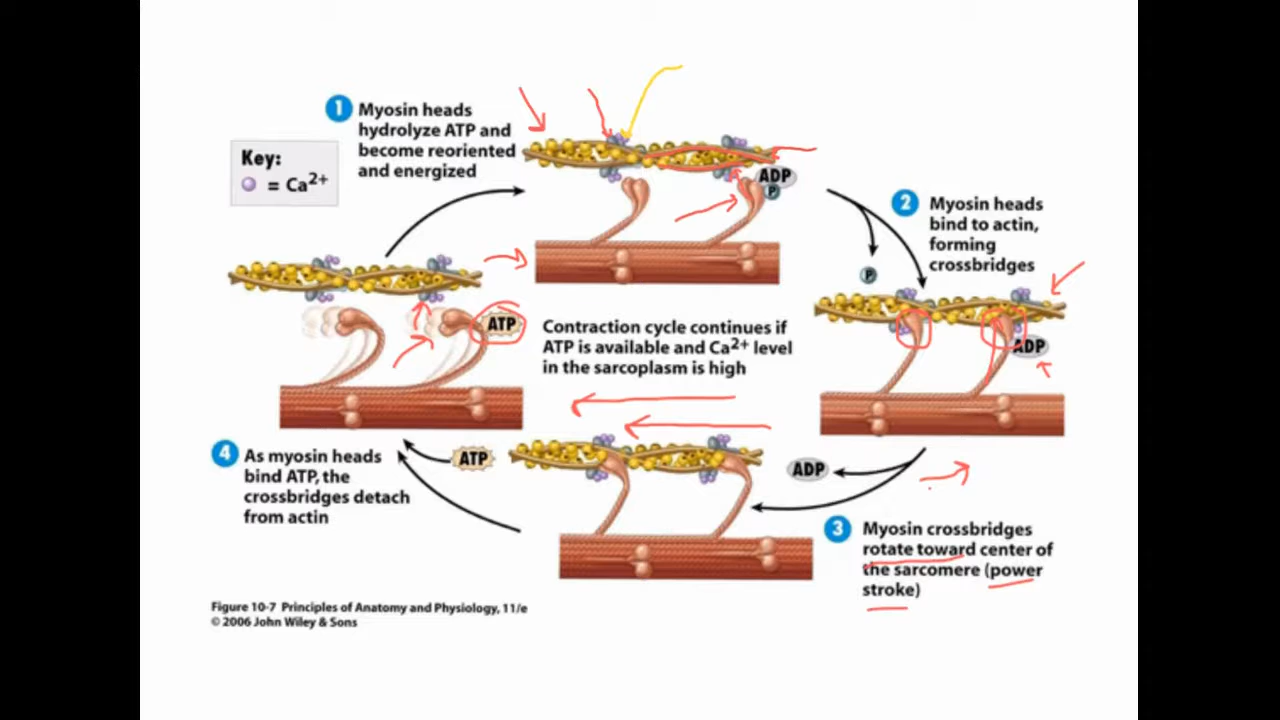 1 Myosin heads
hydrolyze ATP and
become reoriented
and energized
Key:
= Ca2+
ADP
P
2 Myosin heads
bind to actin,
forming
crossbridges
P
ADP
ATP
Contraction cycle continues if
ATP is available and Ca2+ level
in the sarcoplasm is high
4 As myosin heads
bind ATP, the
crossbridges detach
from actin
ATP
ADP
3 Myosin crossbridges
rotate toward center of
the sarcomere (power
stroke)
Figure 10-7 Principles of Anatomy and Physiology, 11/e
© 2006 John Wiley & Sons